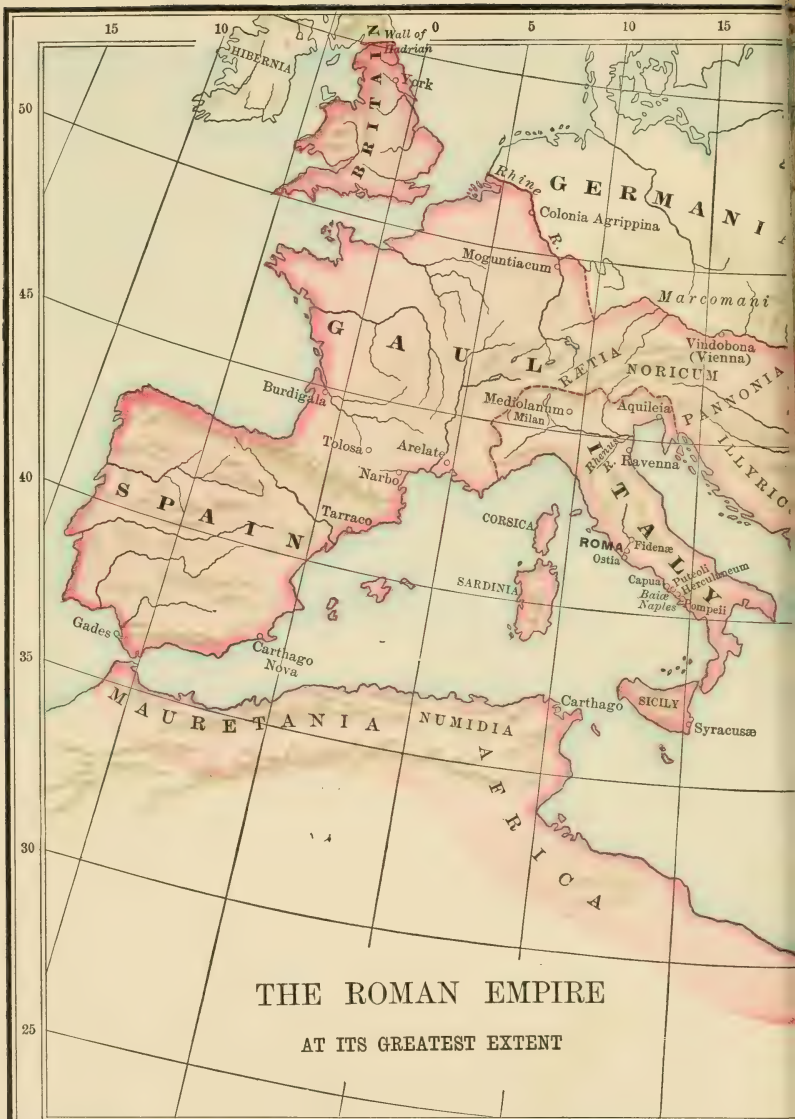 15 10 0 5 10 15
50
45
40
35
30
25
HIBERNIA
BRITAIN
Wall of
Hadrian
York
Rhine
R.
GERMANIA
Colonia Agrippina
Moguntiacum
Marcomani
Vindobona
(Vienna)
GAUL
RÆTIA
NORICUM
PANNONIA
ILLYRIC
Burdigala
Mediolanum
(Milan)
Aquileia
Tolosa
Arelate
Narbo
Rhenus
R.
Ravenna
ITALY
SPAIN
Tarraco
CORSICA
ROMA
Fidenæ
Ostia
SARDINIA
Capua
Puteoli
Herculaneum
Baiæ
Naples
Pompeii
Gades
Carthago
Nova
MAURETANIA
NUMIDIA
Carthago
SICILY
Syracusæ
AFRICA
THE ROMAN EMPIRE
AT ITS GREATEST EXTENT